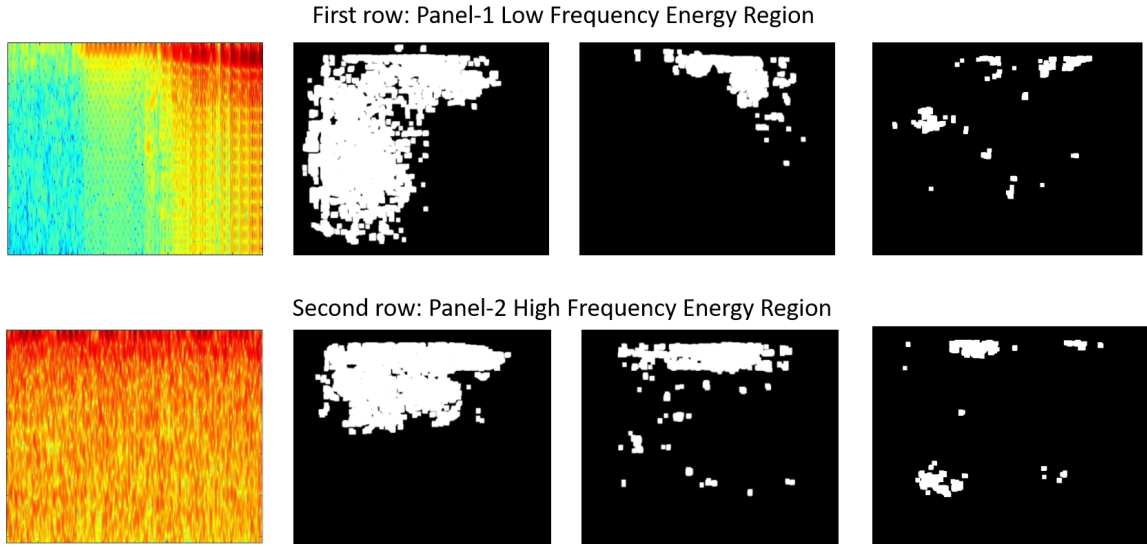 First row: Panel-1 Low Frequency Energy Region
Second row: Panel-2 High Frequency Energy Region